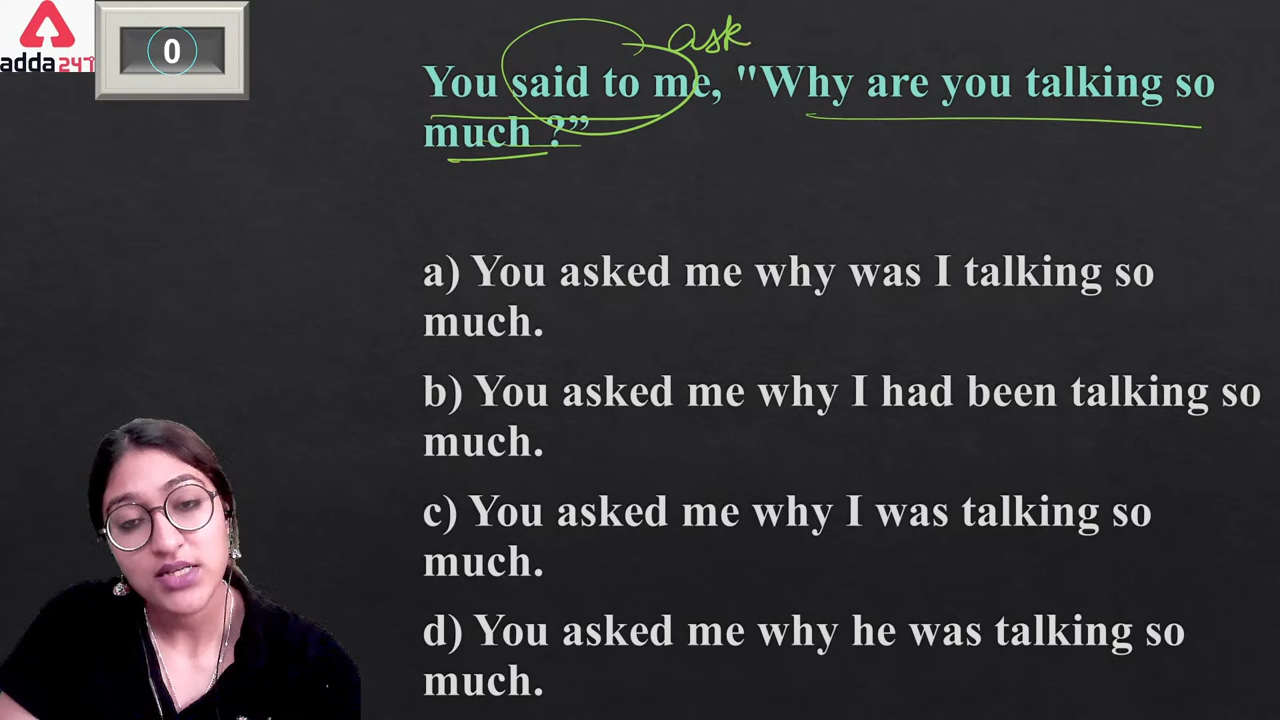 adda247
0
ask
You said to me, "Why are you talking so
much ?”
a) You asked me why was I talking so
much.
b) You asked me why I had been talking so
much.
c) You asked me why I was talking so
much.
d) You asked me why he was talking so
much.